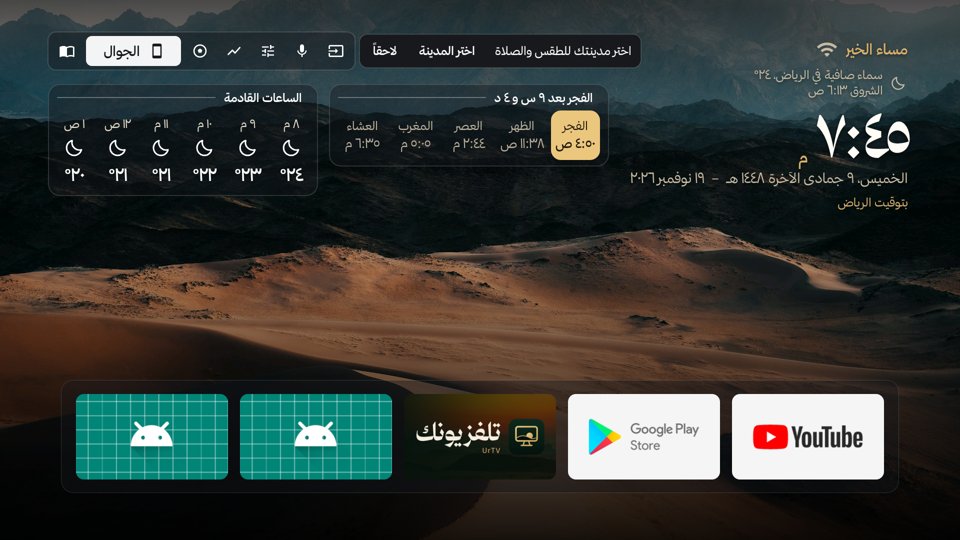 مساء الخير
سماء صافية في الرياض، ٢٤°
الشروق ٦:١٣ ص
٧:٤٥ م
الخميس، ٩ جمادى الآخرة ١٤٤٨ هـ – ١٩ نوفمبر ٢٠٢٦
بتوقيت الرياض
اختر مدينتك للطقس والصلاة
اختر المدينة
لاحقاً
الجوال
الفجر بعد ٩ س و ٤ د
الفجر الظهر العصر المغرب العشاء
٤:٥٠ ص ١١:٣٨ ص ٢:٤٤ م ٥:٠٥ م ٦:٣٥ م
الساعات القادمة
٨ م ٩ م ١٠ م ١١ م ١٢ ص ١ ص
٢٤° ٢٣° ٢٢° ٢١° ٢١° ٢٠°
YouTube
Google Play
Store
تلفزيونك
UrTV